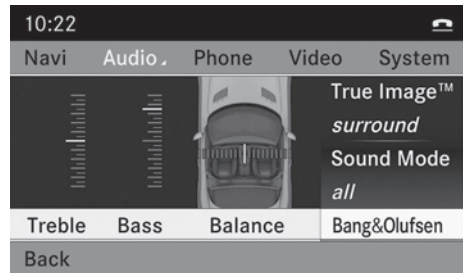 10:22
Navi Audio Phone Video System
True Image™
surround
Sound Mode
all
Treble Bass Balance Bang&Olufsen
Back